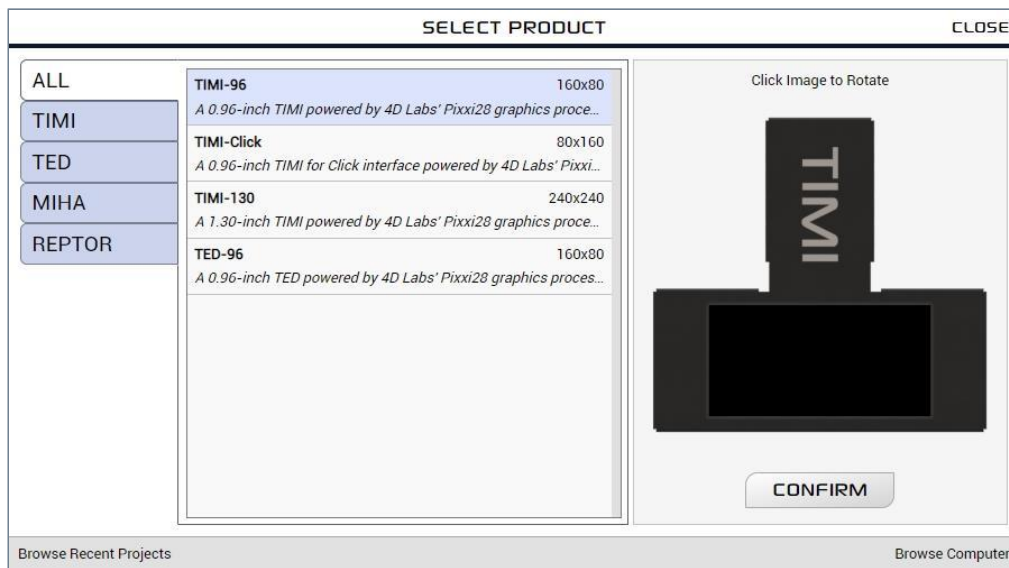 SELECT PRODUCT
CLOSE
ALL
TIMI
TED
MIHA
REPTOR
TIMI-96 160x80
A 0.96-inch TIMI powered by 4D Labs' Pixxi28 graphics proce...
TIMI-Click 80x160
A 0.96-inch TIMI for Click interface powered by 4D Labs' Pixxi...
TIMI-130 240x240
A 1.30-inch TIMI powered by 4D Labs' Pixxi28 graphics proce...
TED-96 160x80
A 0.96-inch TED powered by 4D Labs' Pixxi28 graphics proces...
Click Image to Rotate
TIMI
CONFIRM
Browse Recent Projects
Browse Computer